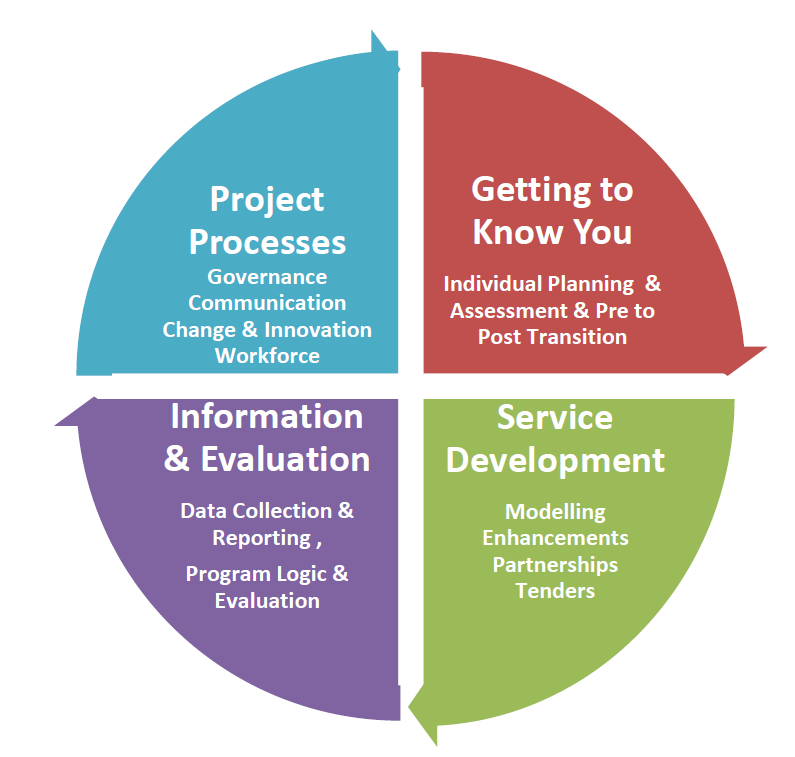 Project
Processes
Governance
Communication
Change & Innovation
Workforce
Getting to
Know You
Individual Planning  &
Assessment & Pre to
Post Transition
Information
& Evaluation
Data Collection &
Reporting ,
Program Logic &
Evaluation
Service
Development
Modelling
Enhancements
Partnerships
Tenders